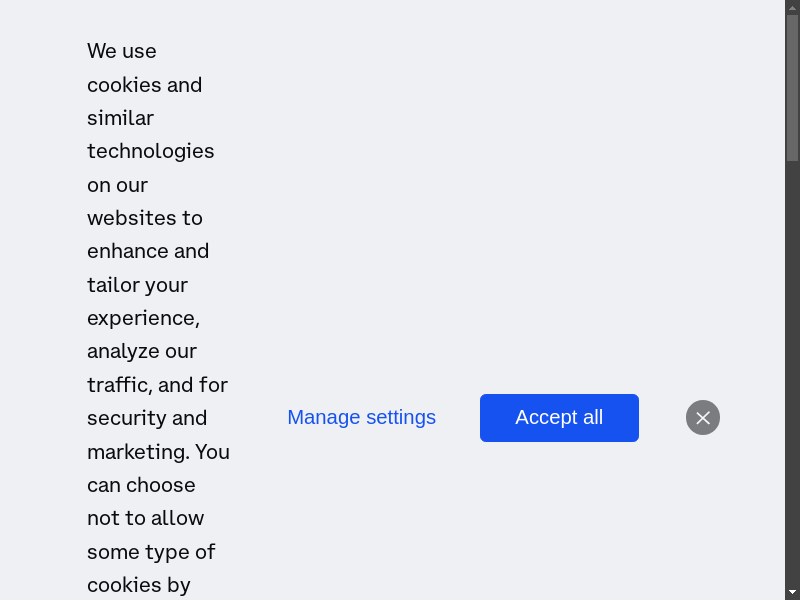 We use
cookies and
similar
technologies
on our
websites to
enhance and
tailor your
experience,
analyze our
traffic, and for
security and
marketing. You
can choose
not to allow
some type of
cookies by
Manage settings
Accept all